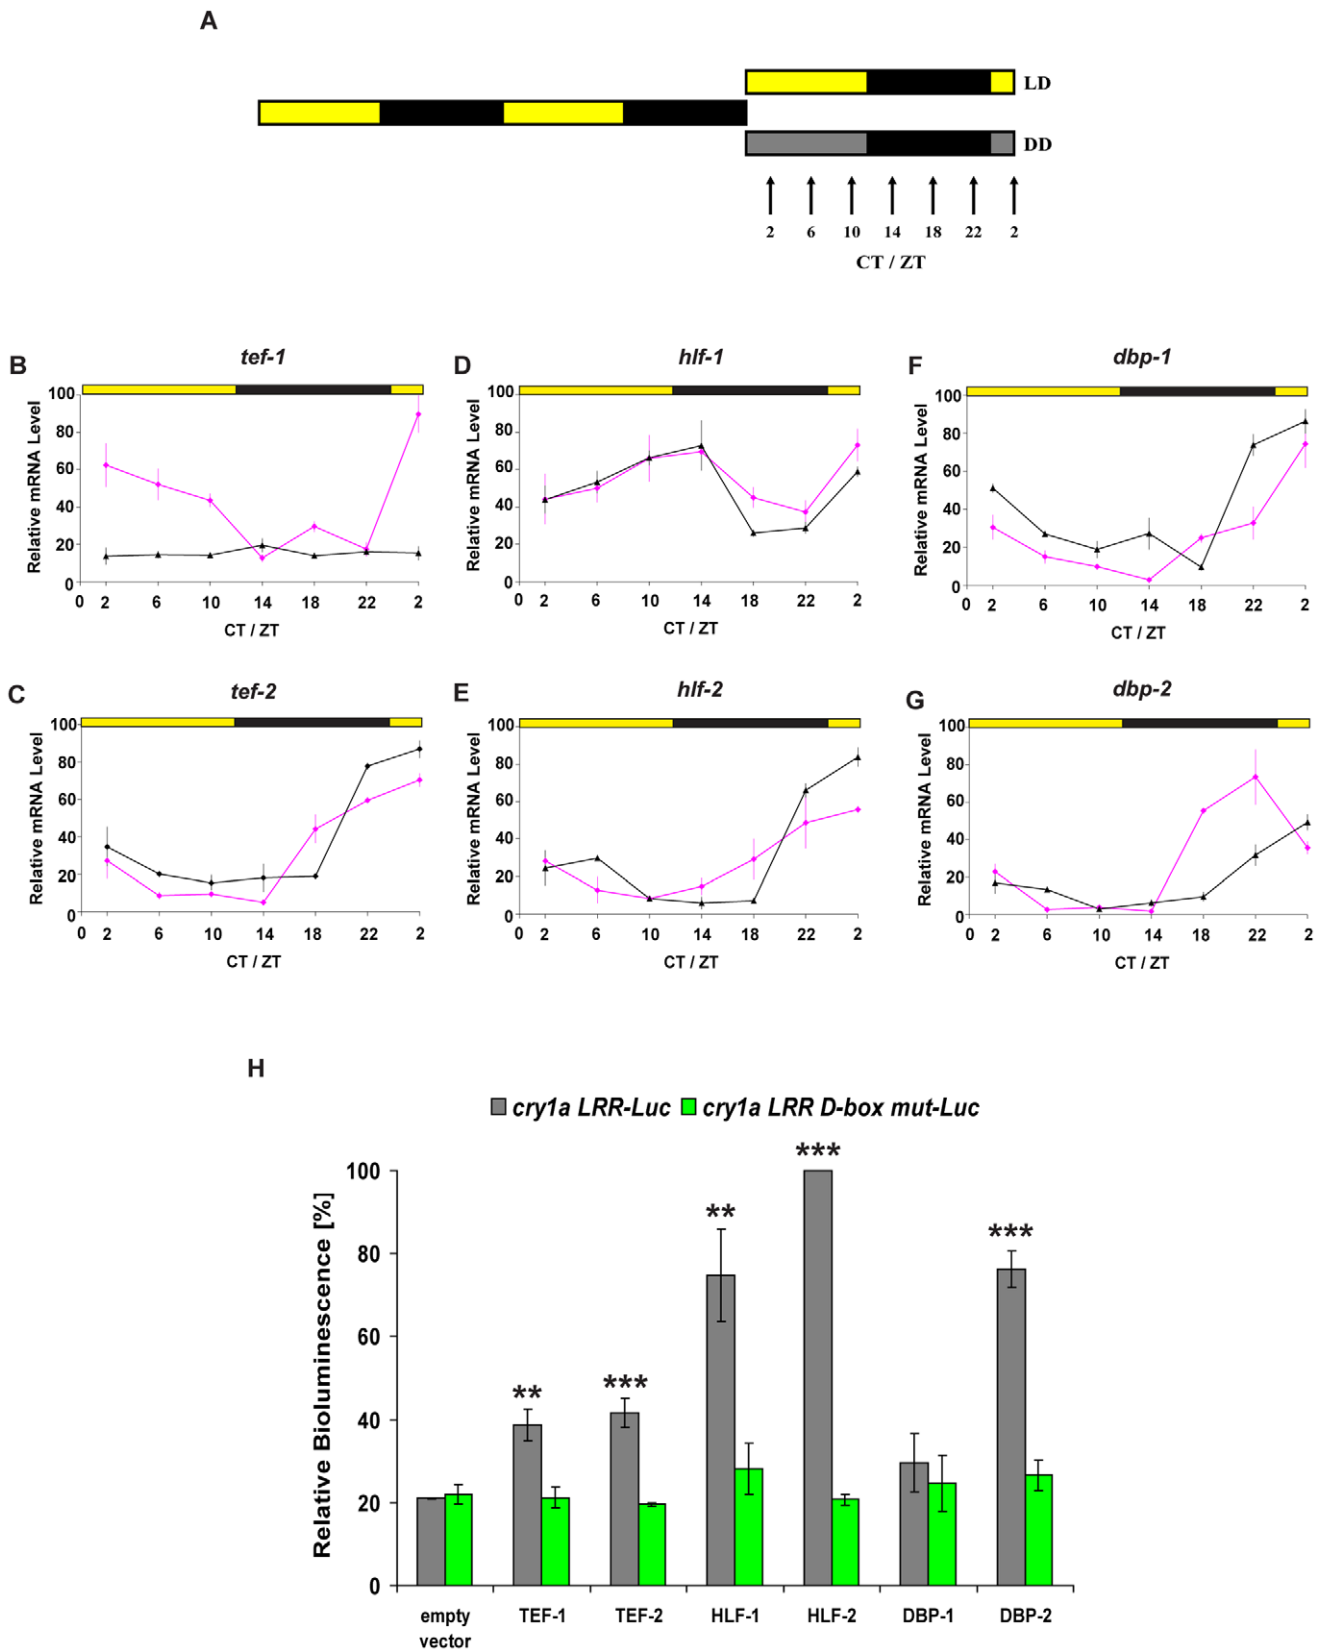 A
LD
DD
2 6 10 14 18 22 2
CT / ZT
B
tef-1
Relative mRNA Level
100
80
60
40
20
0
0 2 6 10 14 18 22 2
CT / ZT
D
hlf-1
Relative mRNA Level
100
80
60
40
20
0
0 2 6 10 14 18 22 2
CT / ZT
F
dbp-1
Relative mRNA Level
100
80
60
40
20
0
0 2 6 10 14 18 22 2
CT / ZT
C
tef-2
Relative mRNA Level
100
80
60
40
20
0
0 2 6 10 14 18 22 2
CT / ZT
E
hlf-2
Relative mRNA Level
100
80
60
40
20
0
0 2 6 10 14 18 22 2
CT / ZT
G
dbp-2
Relative mRNA Level
100
80
60
40
20
0
0 2 6 10 14 18 22 2
CT / ZT
H
cry1a LRR-Luc cry1a LRR D-box mut-Luc
Relative Bioluminescence [%]
100
80
60
40
20
0
** *** ** *** ***
empty vector TEF-1 TEF-2 HLF-1 HLF-2 DBP-1 DBP-2